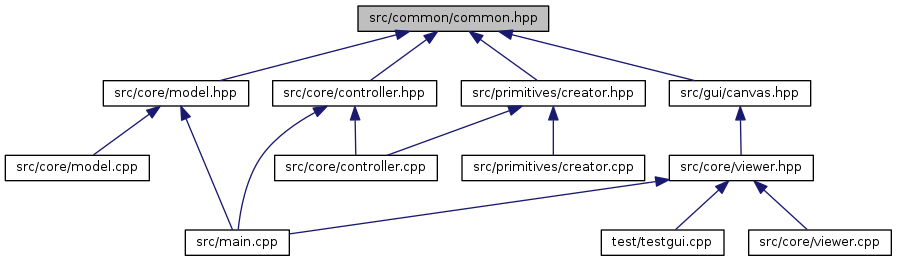 src/common/common.hpp
src/core/model.hpp
src/core/controller.hpp
src/primitives/creator.hpp
src/gui/canvas.hpp
src/core/model.cpp
src/core/controller.cpp
src/primitives/creator.cpp
src/core/viewer.hpp
src/main.cpp
test/testgui.cpp
src/core/viewer.cpp